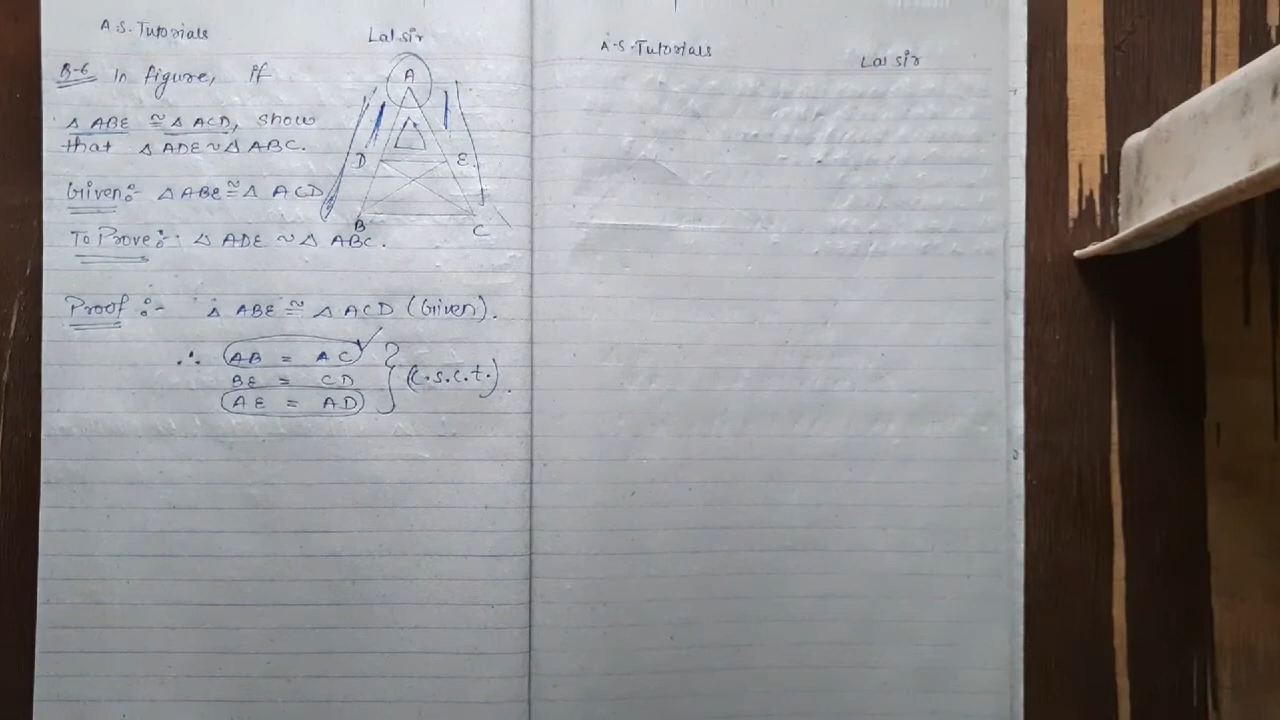 A.S. Tutorials Lal sir
Q-6 In figure, if
△ ABE ≅ △ ACD, show
that △ ADE ~ △ ABC.
Given:- △ ABE ≅ △ ACD
To Prove:- △ ADE ~ △ ABC.
A
D E
B C
Proof :- △ ABE ≅ △ ACD (Given).
∴ AB = AC
BE = CD (C.S.C.T.).
AE = AD
A.S. Tutorials Lal sir